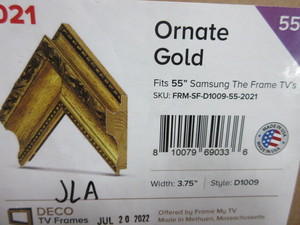 2021
55"
Ornate
Gold
Fits 55" Samsung The Frame TV's
SKU: FRM-SF-D1009-55-2021
MADE IN USA
8 10079 69033 6
Width: 3.75" Style: D1009
JLA
DECO
TV Frames
JUL 20 2022
Offered by Frame My TV
Made in Methuen, Massachusetts